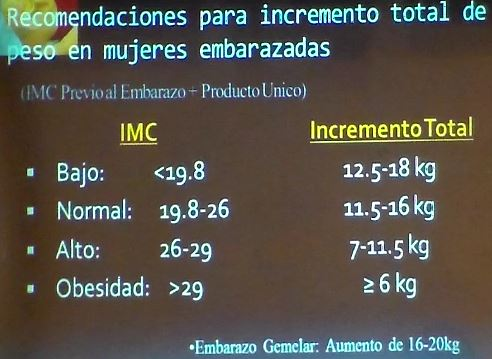 Recomendaciones para incremento total de
peso en mujeres embarazadas
(IMC Previo al Embarazo + Producto Unico)
IMC Incremento Total
▪ Bajo: <19.8 12.5-18 kg
▪ Normal: 19.8-26 11.5-16 kg
▪ Alto: 26-29 7-11.5 kg
▪ Obesidad: >29 ≥ 6 kg
•Embarazo Gemelar: Aumento de 16-20kg